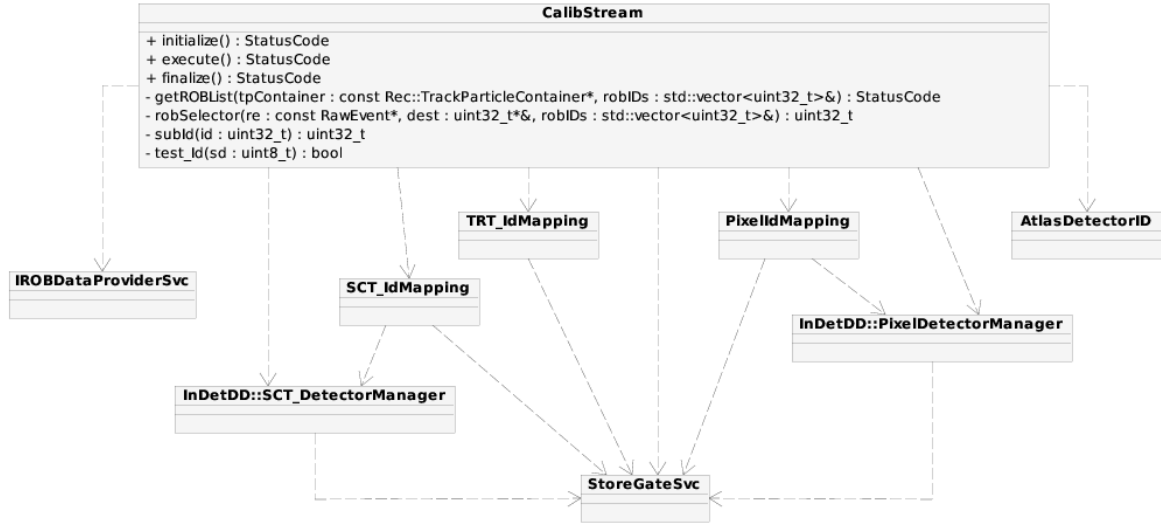 CalibStream
+ initialize() : StatusCode
+ execute() : StatusCode
+ finalize() : StatusCode
- getROBList(tpContainer : const Rec::TrackParticleContainer*, robIDs : std::vector<uint32_t>&) : StatusCode
- robSelector(re : const RawEvent*, dest : uint32_t*&, robIDs : std::vector<uint32_t>&) : uint32_t
- subId(id : uint32_t) : uint32_t
- test_Id(sd : uint8_t) : bool
TRT_IdMapping
PixelIdMapping
AtlasDetectorID
IROBDataProviderSvc
SCT_IdMapping
InDetDD::PixelDetectorManager
InDetDD::SCT_DetectorManager
StoreGateSvc